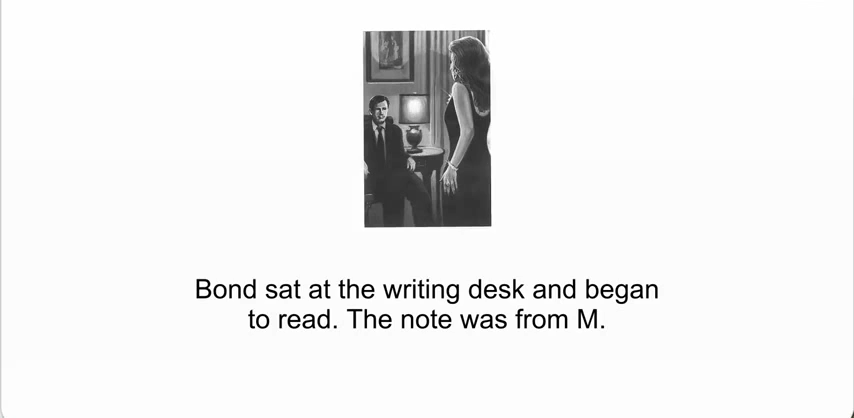 Bond sat at the writing desk and began
to read. The note was from M.